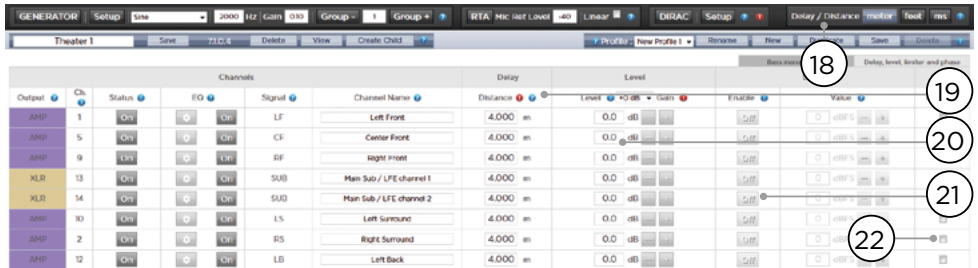 GENERATOR Setup Sine 2000 Hz Gain 010 Group - 1 Group + ? RTA Mic Ref Level -40 Linear ? DIRAC Setup ? Delay / Distance meter feet ms ?
Theater 1 Save Delete View Create Child ? ? Profile New Profile 1 Rename New Duplicate Save Delete
18
Delay, level, limiter and phase
Channels Delay Level
19
Output ? Ch. ? Status ? EQ ? Signal ? Channel Name ? Distance ? Level ? +0 dB Gain Enable ? Value ?
AMP 1 On On LF Left Front 4.000 m 0.0 dB Off 0 dBFS - +
20
AMP 5 On On CF Center Front 4.000 m 0.0 dB Off 0 dBFS - +
AMP 9 On On RF Right Front 4.000 m 0.0 dB Off 0 dBFS - +
XLR 13 On On SUB Main Sub / LFE channel 1 4.000 m 0.0 dB Off 0 dBFS - +
21
XLR 14 On On SUB Main Sub / LFE channel 2 4.000 m 0.0 dB Off 0 dBFS - +
AMP 10 On On LS Left Surround 4.000 m 0.0 dB Off 0 dBFS - +
22
AMP 2 On On RS Right Surround 4.000 m 0.0 dB Off 0 dBFS
AMP 12 On On LB Left Back 4.000 m 0.0 dB Off 0 dBFS - +